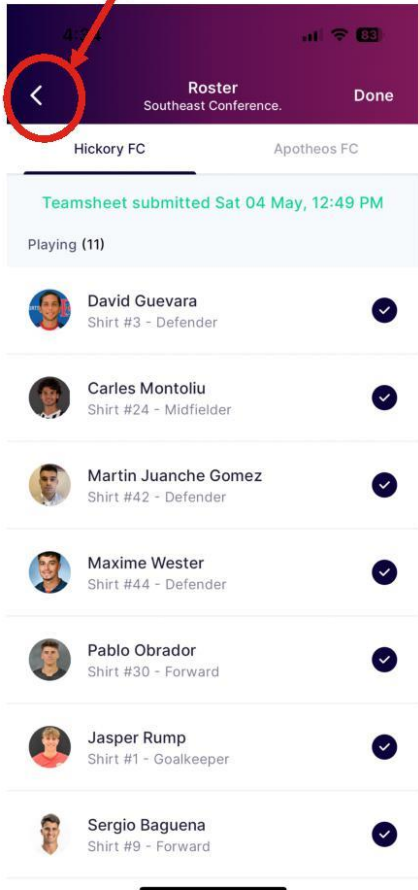 83
Roster
Southeast Conference.
Done
Hickory FC
Apotheos FC
Teamsheet submitted Sat 04 May, 12:49 PM
Playing (11)
David Guevara
Shirt #3 - Defender
Carles Montoliu
Shirt #24 - Midfielder
Martin Juanche Gomez
Shirt #42 - Defender
Maxime Wester
Shirt #44 - Defender
Pablo Obrador
Shirt #30 - Forward
Jasper Rump
Shirt #1 - Goalkeeper
Sergio Baguena
Shirt #9 - Forward